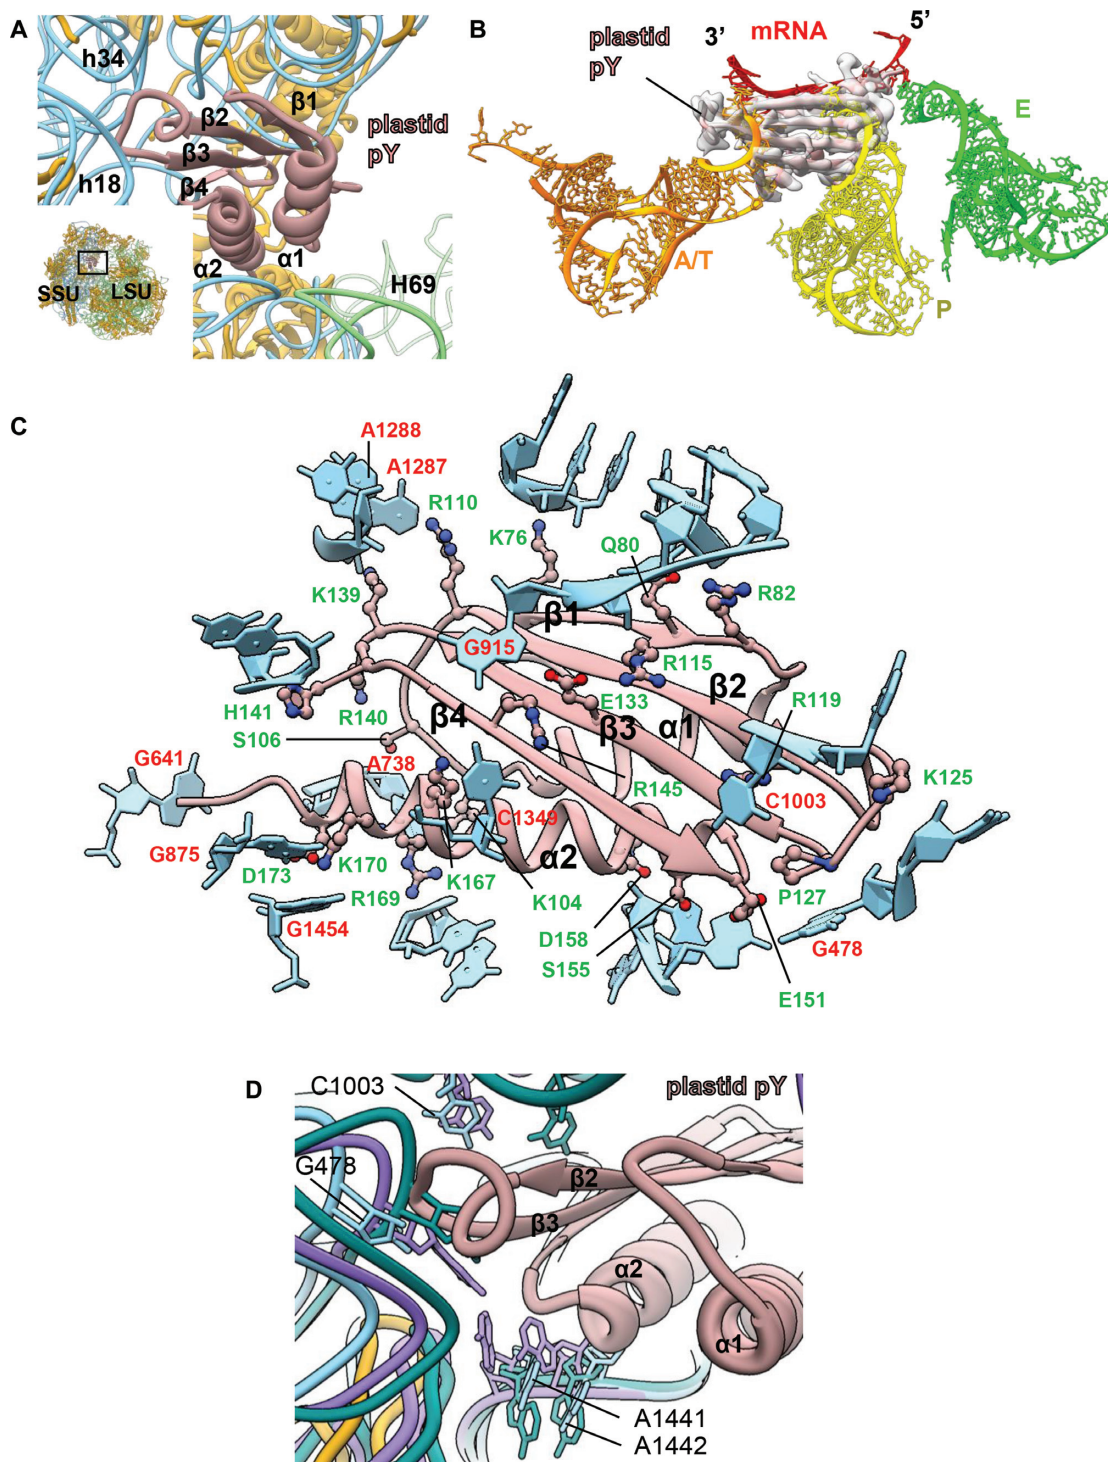 A
h34
β1
β2
plastid
pY
β3
h18
β4
α1
α2
H69
SSU
LSU
B
plastid
pY
3’
mRNA
5’
E
A/T
P
C
A1288
A1287
R110
K76
Q80
R82
K139
β1
G915
R115
β2
E133
R119
H141
R140
β4
β3
α1
S106
G641
A738
R145
C1003
K125
C1349
G875
α2
D173
K170
K167
P127
R169
K104
G1454
D158
G478
S155
E151
D
C1003
plastid pY
G478
β2
β3
α2
α1
A1441
A1442